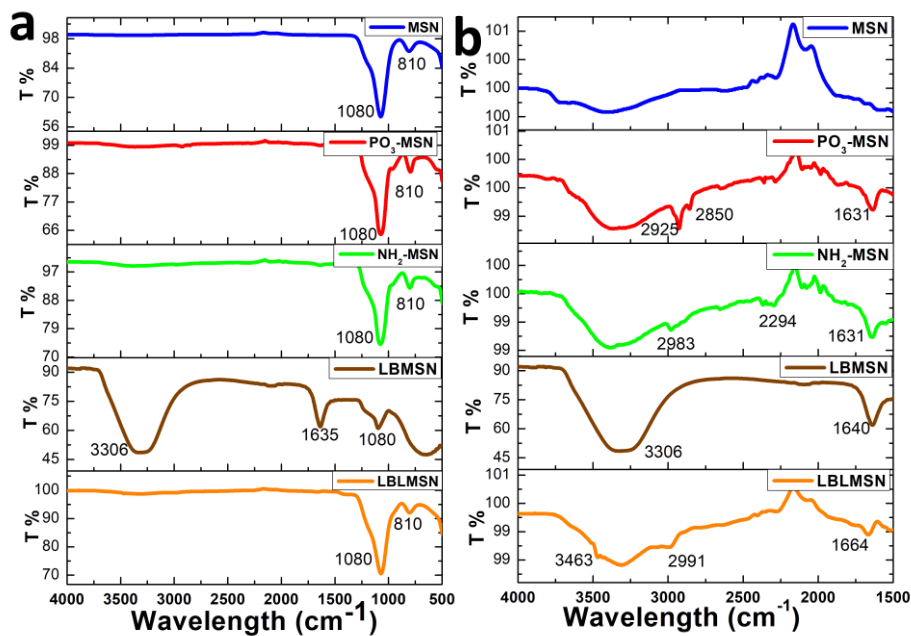 a
MSN
T %
98
84
70
56
1080
810
PO₃-MSN
T %
99
88
77
66
1080
810
NH₂-MSN
T %
97
88
79
70
1080
810
LBMSN
T %
90
75
60
45
3306
1635
1080
LBLMSN
T %
100
90
80
70
1080
810
4000 3500 3000 2500 2000 1500 1000 500
Wavelength (cm⁻¹)
b
MSN
T %
101
100
100
100
PO₃-MSN
T %
101
100
100
99
2925
2850
1631
NH₂-MSN
T %
100
100
99
2983
2294
1631
LBMSN
T %
90
75
60
45
3306
1640
LBLMSN
T %
101
100
99
3463
2991
1664
4000 3500 3000 2500 2000 1500
Wavelength (cm⁻¹)